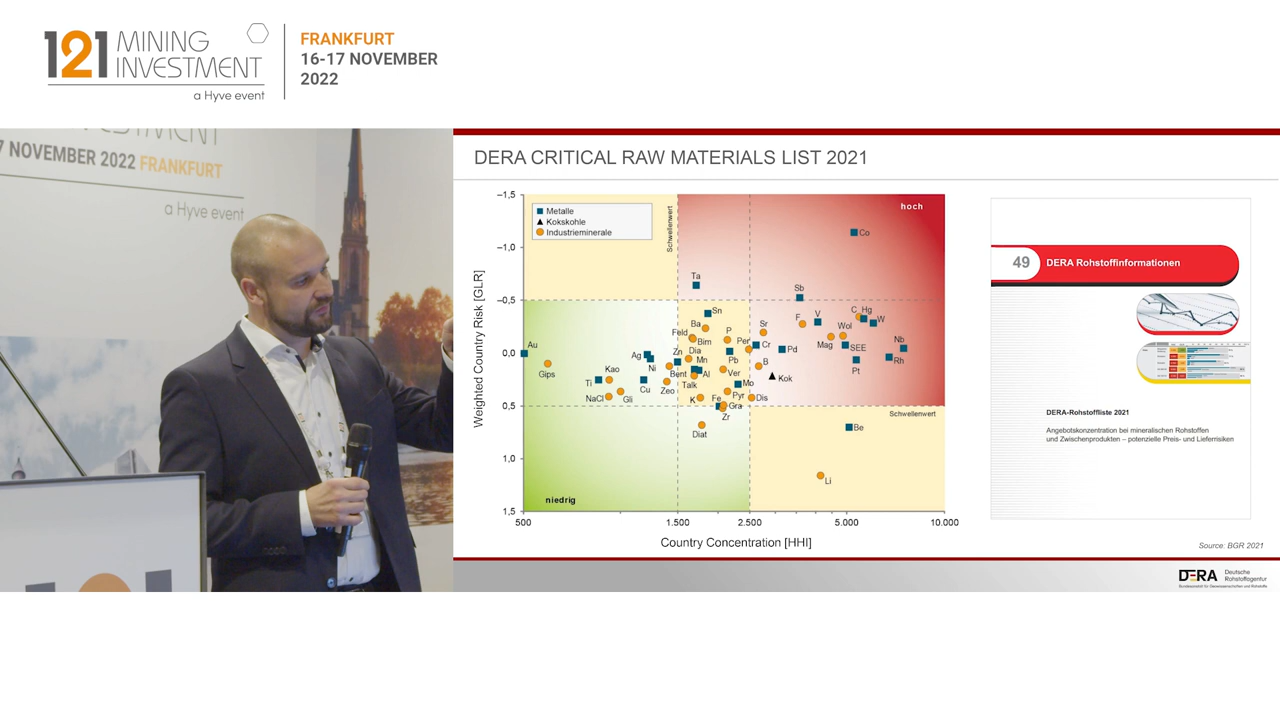 121 MINING INVESTMENT
a Hyve event
FRANKFURT
16-17 NOVEMBER
2022
7 NOVEMBER 2022 FRANKFURT
a Hyve event
DERA CRITICAL RAW MATERIALS LIST 2021
Weighted Country Risk [GLR]
–1,5
–1,0
–0,5
0,0
0,5
1,0
1,5
Metalle
Kokskohle
Industrieminerale
Schwellenwert
hoch
Co
Ta
Sb
Sn
Ba
Feld
Bim
P
Per
Sr
F
V
C
Hg
W
Wol
Mag
SEE
Nb
Rh
Pt
Au
Gips
Ag
Ni
Zn
Dia
Mn
Pb
Cr
Pd
B
Kok
Kao
Ti
NaCl
Gli
Cu
Bent
Zeo
Talk
Al
Ver
Mo
K
Fe
Pyr
Gra
Dis
Zr
Diat
Schwellenwert
Be
Li
niedrig
500
1.500
2.500
5.000
10.000
Country Concentration [HHI]
49
DERA Rohstoffinformationen
DERA-Rohstoffliste 2021
Angebotskonzentration bei mineralischen Rohstoffen
und Zwischenprodukten – potenzielle Preis- und Lieferrisiken
Source: BGR 2021
DERA Deutsche
Rohstoffagentur
Bundesanstalt für Geowissenschaften und Rohstoffe